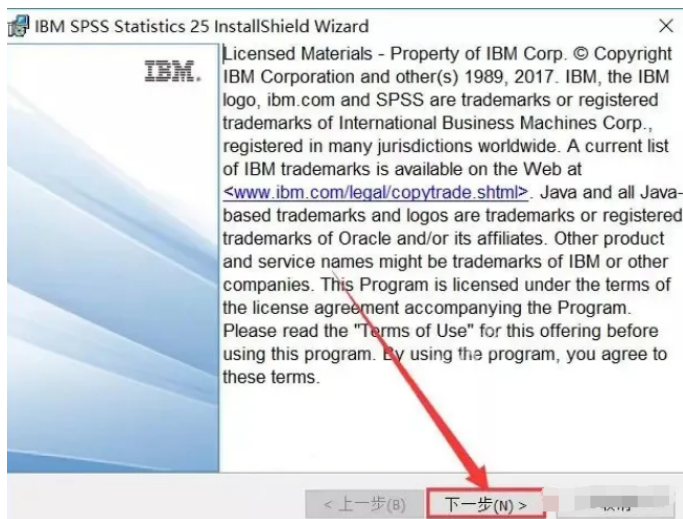 IBM SPSS Statistics 25 InstallShield Wizard
IBM.
Licensed Materials - Property of IBM Corp. © Copyright
IBM Corporation and other(s) 1989, 2017. IBM, the IBM
logo, ibm.com and SPSS are trademarks or registered
trademarks of International Business Machines Corp.,
registered in many jurisdictions worldwide. A current list
of IBM trademarks is available on the Web at
<www.ibm.com/legal/copytrade.shtml>. Java and all Java-
based trademarks and logos are trademarks or registered
trademarks of Oracle and/or its affiliates. Other product
and service names might be trademarks of IBM or other
companies. This Program is licensed under the terms of
the license agreement accompanying the Program.
Please read the "Terms of Use" for this offering before
using this program. By using the program, you agree to
these terms.
< 上一步(B) 下一步(N) >